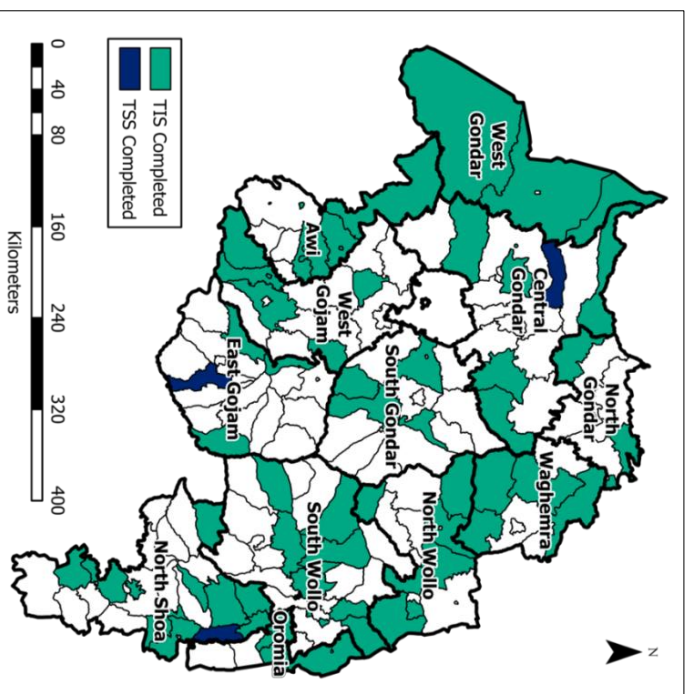 West
Gondar
Central
Gondar
North
Gondar
Waghemra
Awi
West
Gojam
South Gondar
North Wollo
East Gojam
South Wollo
Oromia
North Shoa
TIS Completed
TSS Completed
0 40 80 160 240 320 400
Kilometers
N